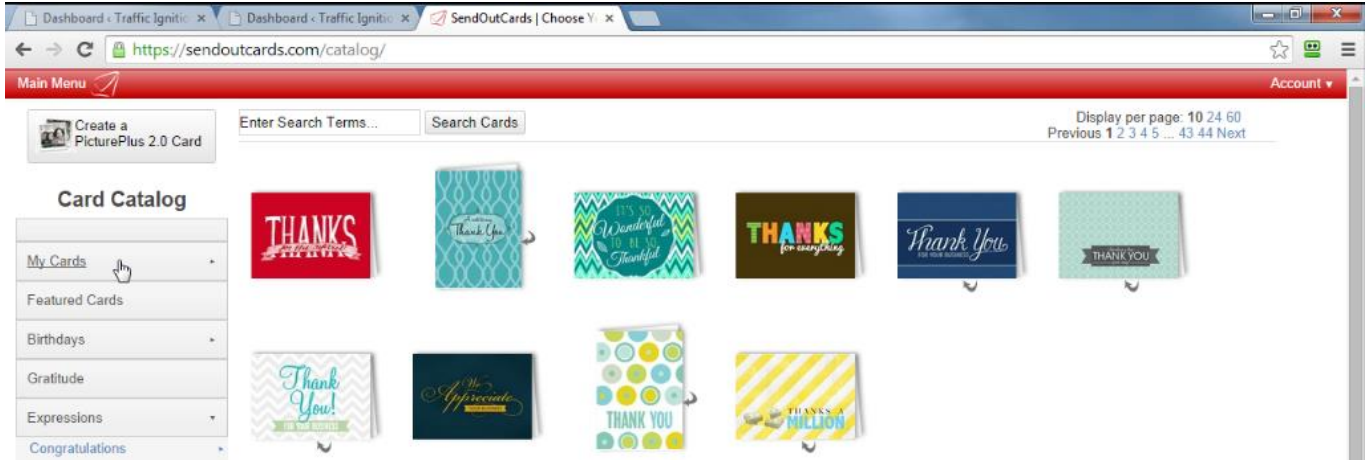 Dashboard ‹ Traffic Ignitio
Dashboard ‹ Traffic Ignitio
SendOutCards | Choose Y
https://sendoutcards.com/catalog/
Main Menu
Account ▾
Create a
PicturePlus 2.0 Card
Enter Search Terms...
Search Cards
Display per page: 10 24 60
Previous 1 2 3 4 5 ... 43 44 Next
Card Catalog
My Cards
Featured Cards
Birthdays
Gratitude
Expressions
Congratulations
THANKS
Thank You
IT'S SO
Wonderful
TO BE SO
Thankful
THANKS
for everything
Thank You
FOR YOUR BUSINESS
THANK YOU
Thank
You!
FOR YOUR BUSINESS
We
Appreciate
THANK YOU
THANKS A
MILLION